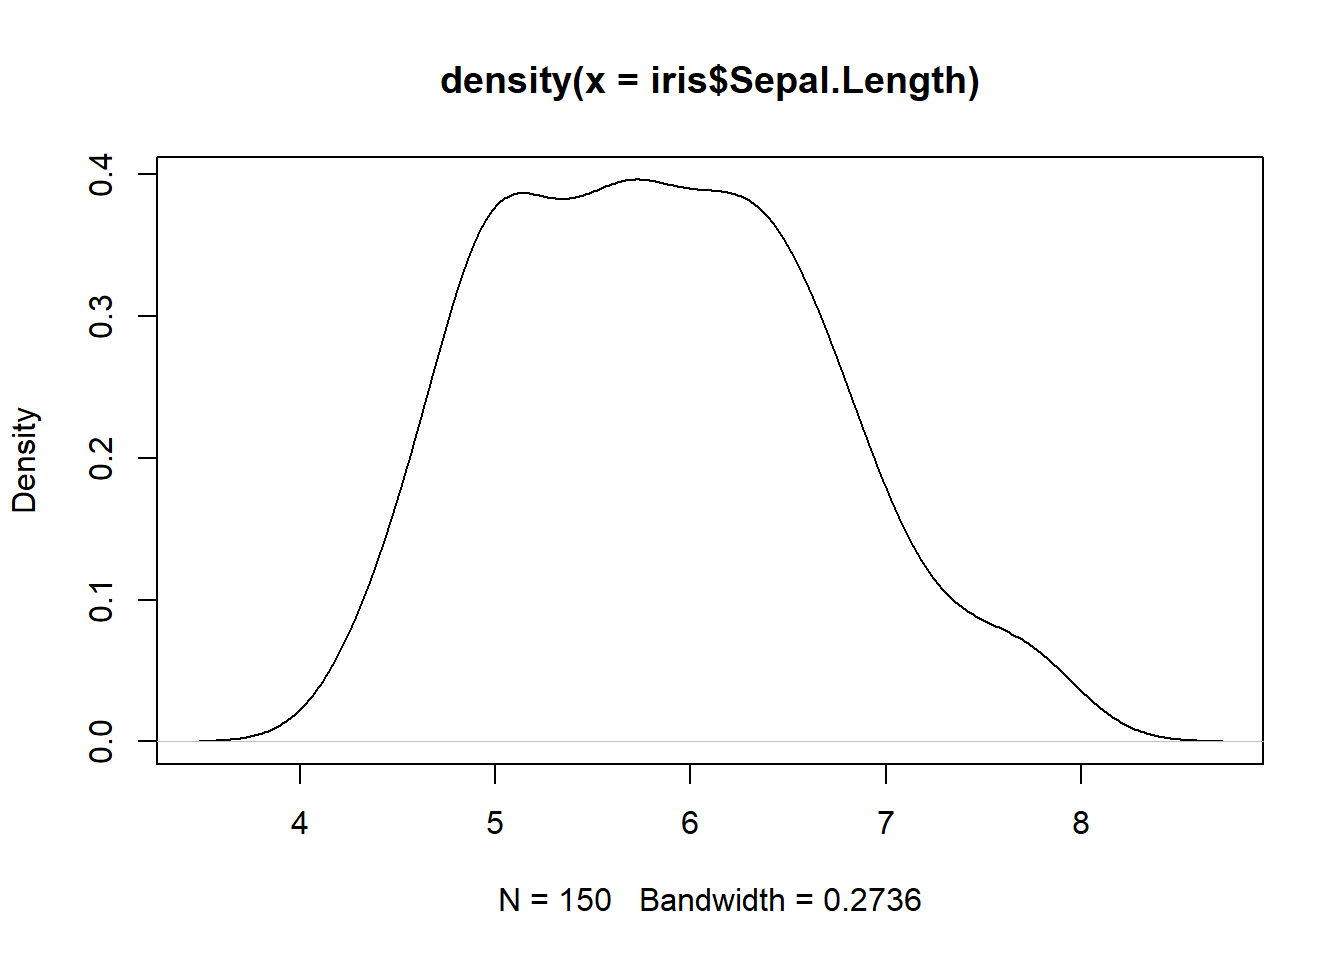 density(x = iris$Sepal.Length)
Density
0.4
0.3
0.2
0.1
0.0
4 5 6 7 8
N = 150 Bandwidth = 0.2736